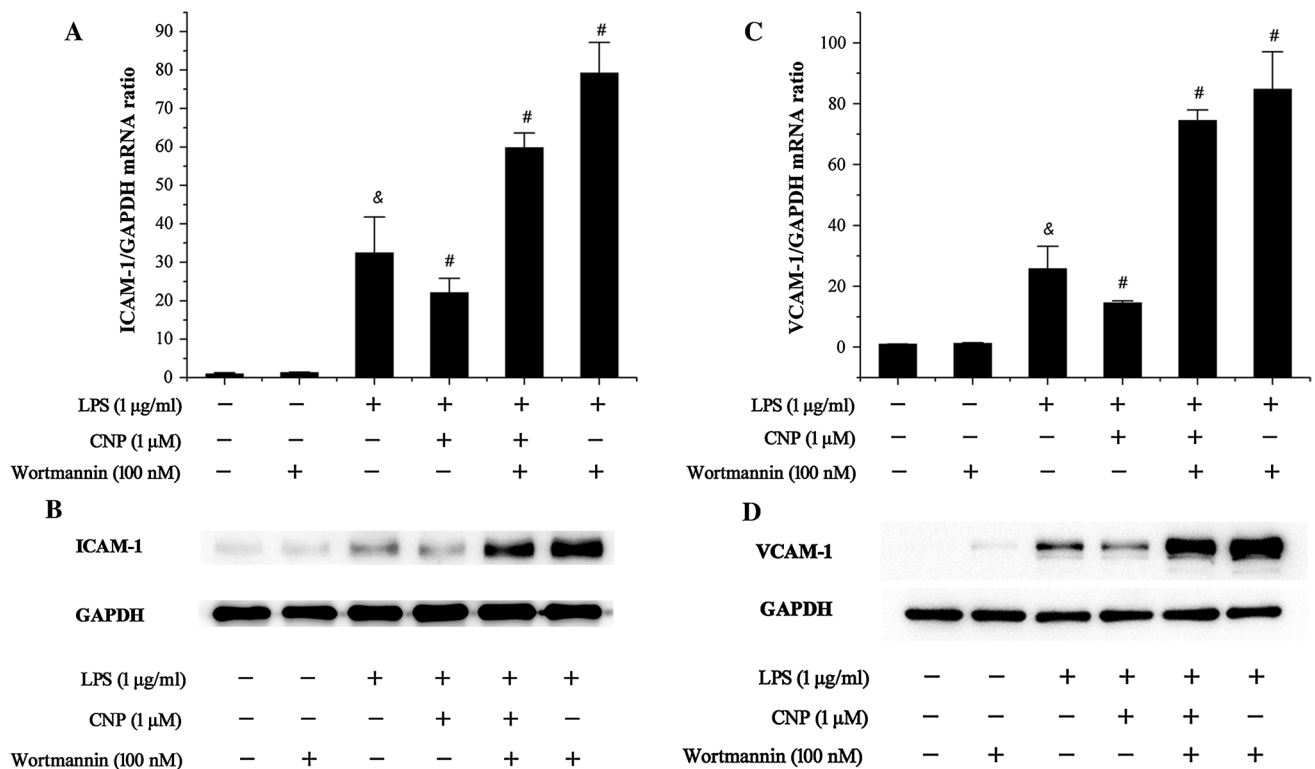 A
ICAM-1/GAPDH mRNA ratio
90
80
70
60
50
40
30
20
10
0
& # # #
LPS (1 μg/ml) − − + + + +
CNP (1 μM) − − − + + −
Wortmannin (100 nM) − + − − + +
C
VCAM-1/GAPDH mRNA ratio
100
80
60
40
20
0
& # # #
LPS (1 μg/ml) − − + + + +
CNP (1 μM) − − − + + −
Wortmannin (100 nM) − + − − + +
B
ICAM-1
GAPDH
LPS (1 μg/ml) − − + + + +
CNP (1 μM) − − − + + −
Wortmannin (100 nM) − + − − + +
D
VCAM-1
GAPDH
LPS (1 μg/ml) − − + + + +
CNP (1 μM) − − − + + −
Wortmannin (100 nM) − + − − + +